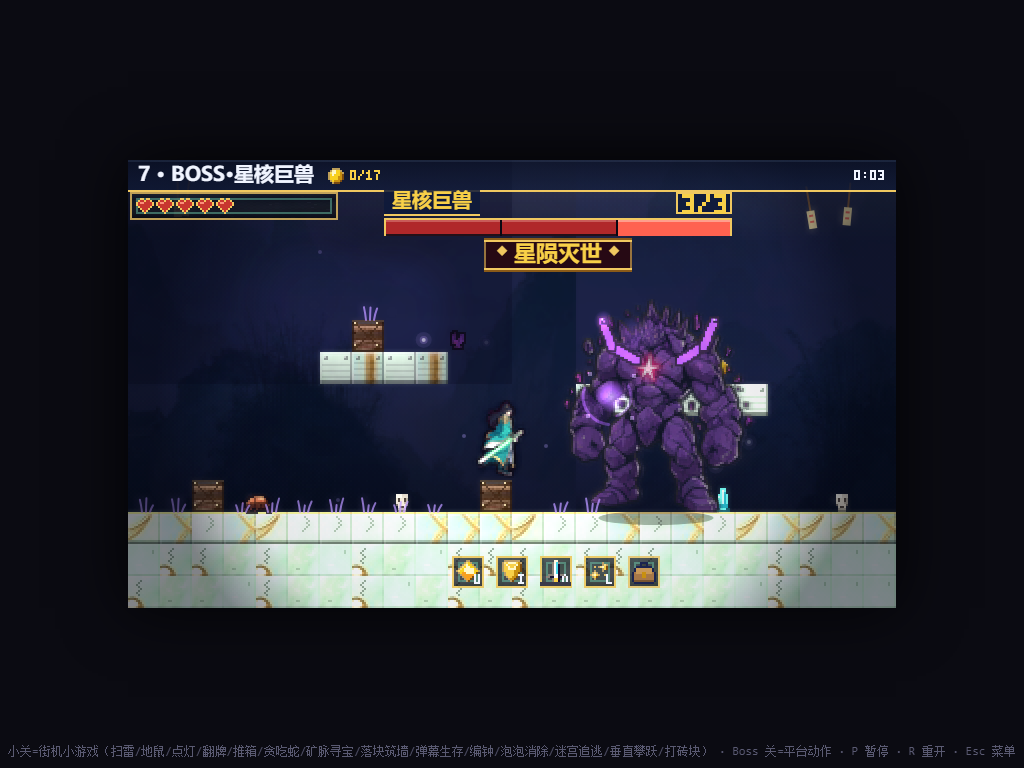 7 • BOSS•星核巨兽
0/17
0:03
星核巨兽
3/3
◆ 星陨灭世 ◆
U
I
L
小关=街机小游戏（扫雷/地鼠/点灯/翻牌/推箱/贪吃蛇/矿脉寻宝/落块筑墙/弹幕生存/编钟/泡泡消除/迷宫追逃/垂直攀跃/打砖块） · Boss 关=平台动作 · P 暂停 · R 重开 · Esc 菜单